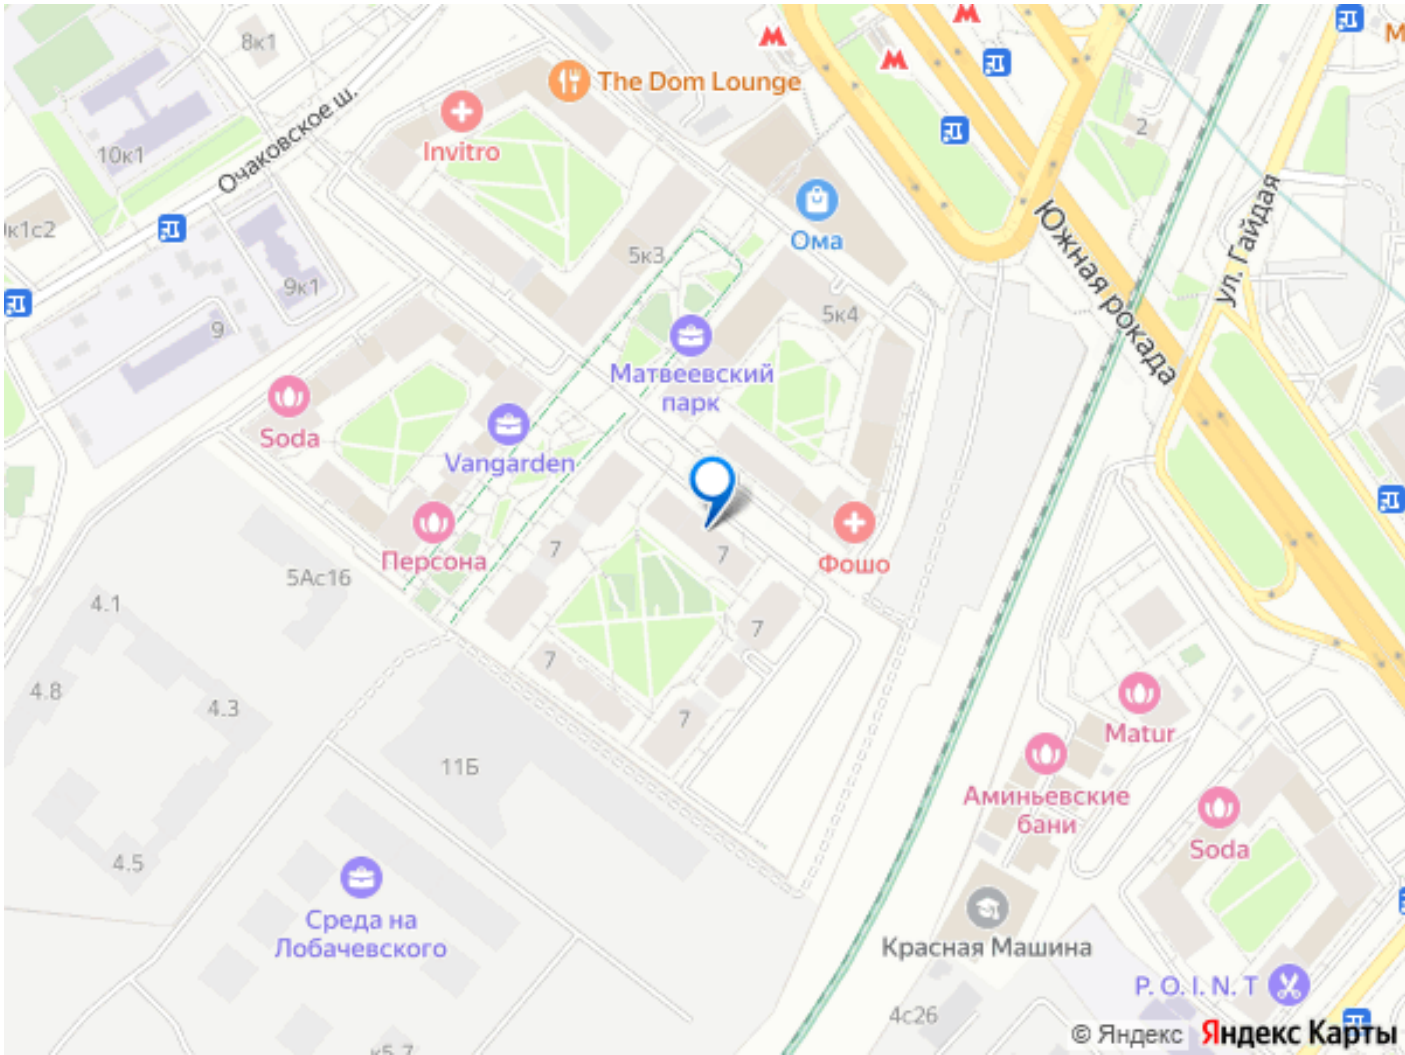 8к1
The Dom Lounge
Invitro
Очаковское ш.
10к1
2
к1с2
Ома
Южная рокада
ул. Гайдая
5к3
9к1
5к4
9
Матвеевский
парк
Soda
Vangarden
7
7
Персона
Фошо
5Ас16
4.1
7
7
4.8
4.3
7
Matur
11Б
Аминьевские
бани
Soda
4.5
Среда на
Лобачевского
Красная Машина
P.O.I.N.T
4с26
© Яндекс Яндекс Карты